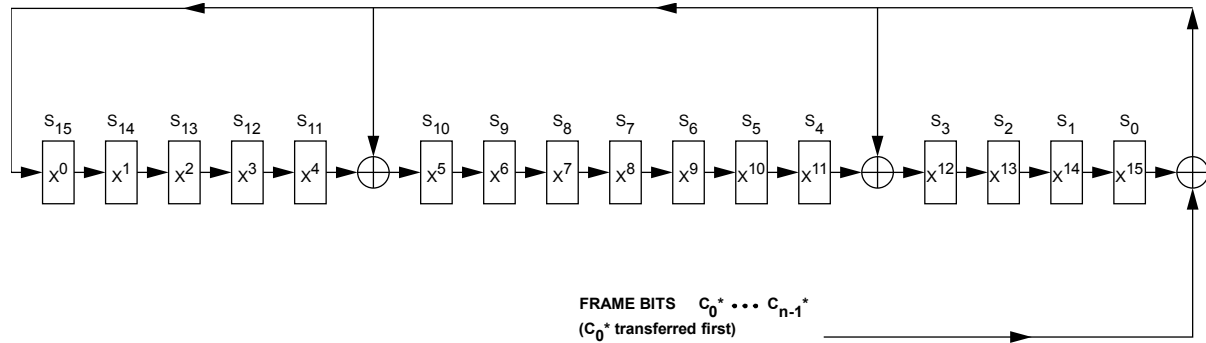 S15 S14 S13 S12 S11 S10 S9 S8 S7 S6 S5 S4 S3 S2 S1 S0
X0 X1 X2 X3 X4 X5 X6 X7 X8 X9 X10 X11 X12 X13 X14 X15
FRAME BITS C0* ••• Cn-1*
(C0* transferred first)